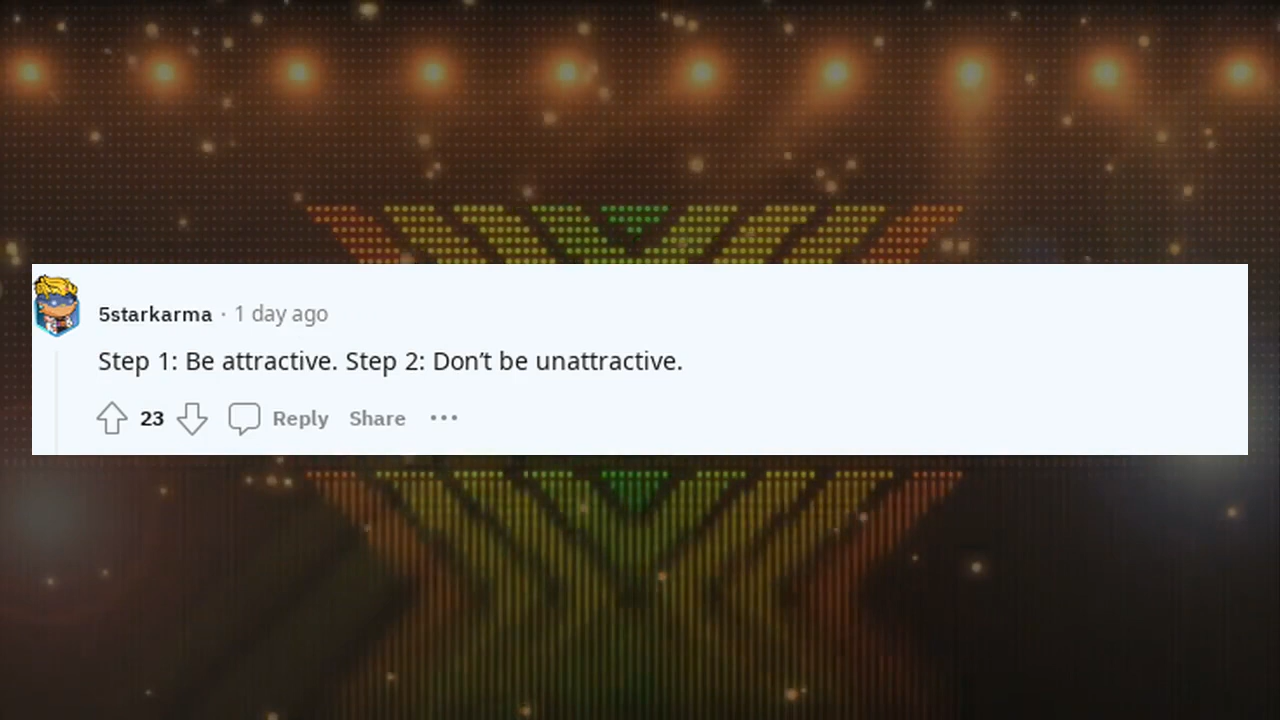 5starkarma · 1 day ago
Step 1: Be attractive. Step 2: Don’t be unattractive.
23 Reply Share ···